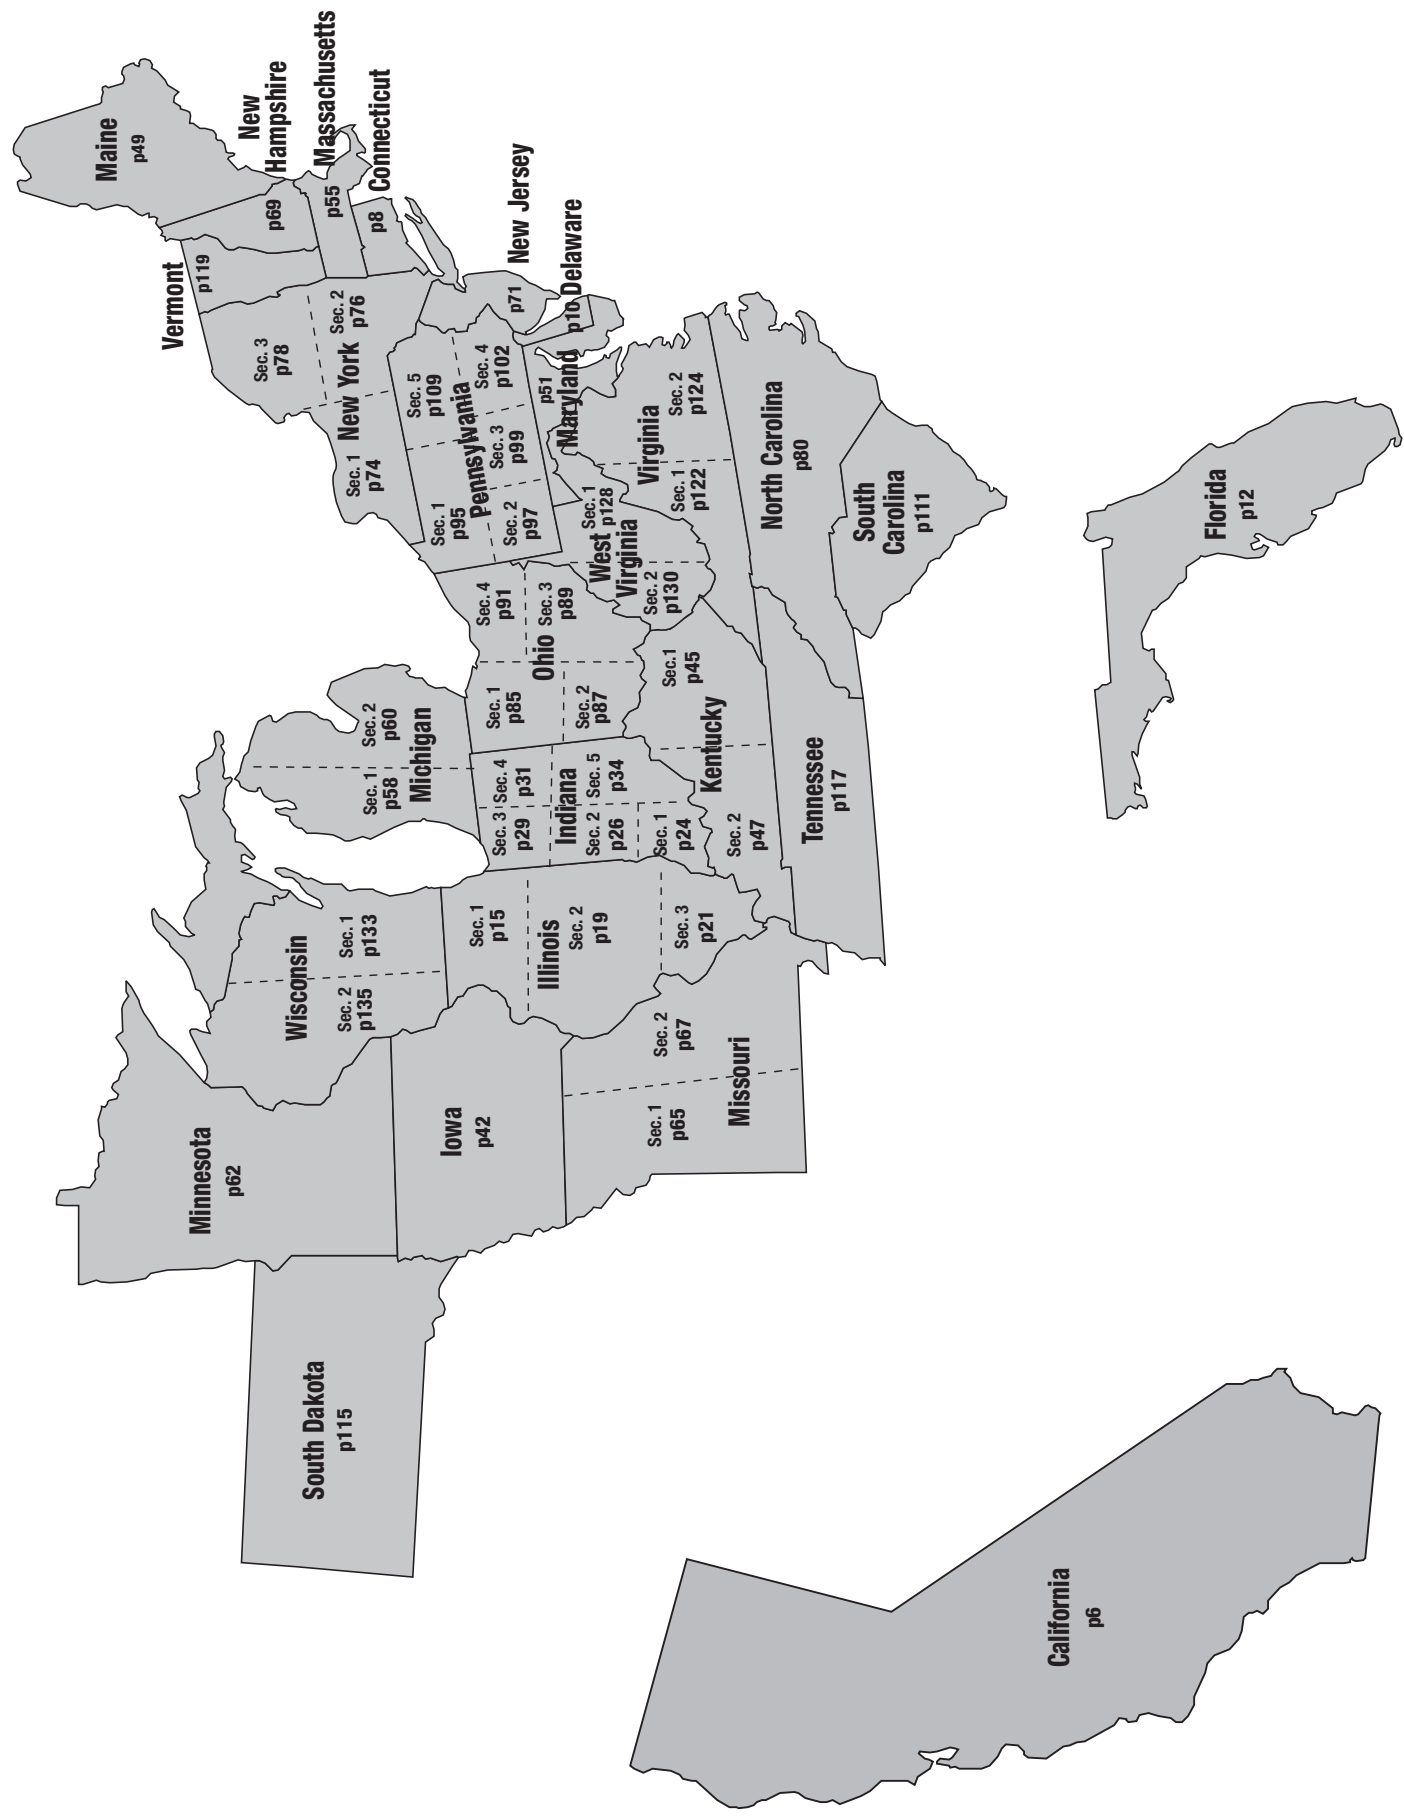 Maine
p49
New
Hampshire
p69
Massachusetts
p55
Connecticut
p8
Vermont
p119
New York
Sec. 1
p74
Sec. 2
p76
Sec. 3
p78
New Jersey
p71
Delaware
p10
Maryland
p51
Pennsylvania
Sec. 1
p95
Sec. 2
p97
Sec. 3
p99
Sec. 4
p102
Sec. 5
p109
Virginia
Sec. 1
p122
Sec. 2
p124
West
Virginia
Sec. 1
p128
Sec. 2
p130
North Carolina
p80
South
Carolina
p111
Florida
p12
Ohio
Sec. 1
p85
Sec. 2
p87
Sec. 3
p89
Sec. 4
p91
Michigan
Sec. 1
p58
Sec. 2
p60
Indiana
Sec. 1
p24
Sec. 2
p26
Sec. 3
p29
Sec. 4
p31
Sec. 5
p34
Kentucky
Sec.1
p45
Sec. 2
p47
Tennessee
p117
Wisconsin
Sec. 1
p133
Sec. 2
p135
Illinois
Sec. 1
p15
Sec. 2
p19
Sec. 3
p21
Minnesota
p62
Iowa
p42
Missouri
Sec. 1
p65
Sec. 2
p67
South Dakota
p115
California
p6